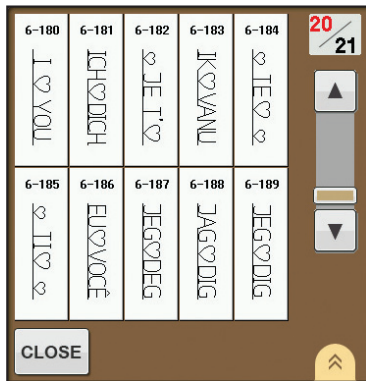 6-180
I ♡ YOU
6-181
ICH♡DICH
6-182
♡ JE T'♡
6-183
IK♡VANU
6-184
♡ TE♡ ♡
20/21
6-185
♡ TI♡ ♡
6-186
EU♡VOCÊ
6-187
JEG♡DEG
6-188
JAG♡DIG
6-189
JEG♡DIG
CLOSE